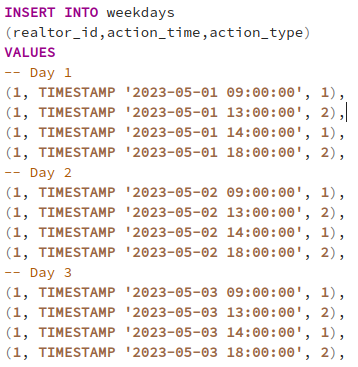 INSERT INTO weekdays
(realtor_id,action_time,action_type)
VALUES
-- Day 1
(1, TIMESTAMP '2023-05-01 09:00:00', 1),
(1, TIMESTAMP '2023-05-01 13:00:00', 2),
(1, TIMESTAMP '2023-05-01 14:00:00', 1),
(1, TIMESTAMP '2023-05-01 18:00:00', 2),
-- Day 2
(1, TIMESTAMP '2023-05-02 09:00:00', 1),
(1, TIMESTAMP '2023-05-02 13:00:00', 2),
(1, TIMESTAMP '2023-05-02 14:00:00', 1),
(1, TIMESTAMP '2023-05-02 18:00:00', 2),
-- Day 3
(1, TIMESTAMP '2023-05-03 09:00:00', 1),
(1, TIMESTAMP '2023-05-03 13:00:00', 2),
(1, TIMESTAMP '2023-05-03 14:00:00', 1),
(1, TIMESTAMP '2023-05-03 18:00:00', 2),